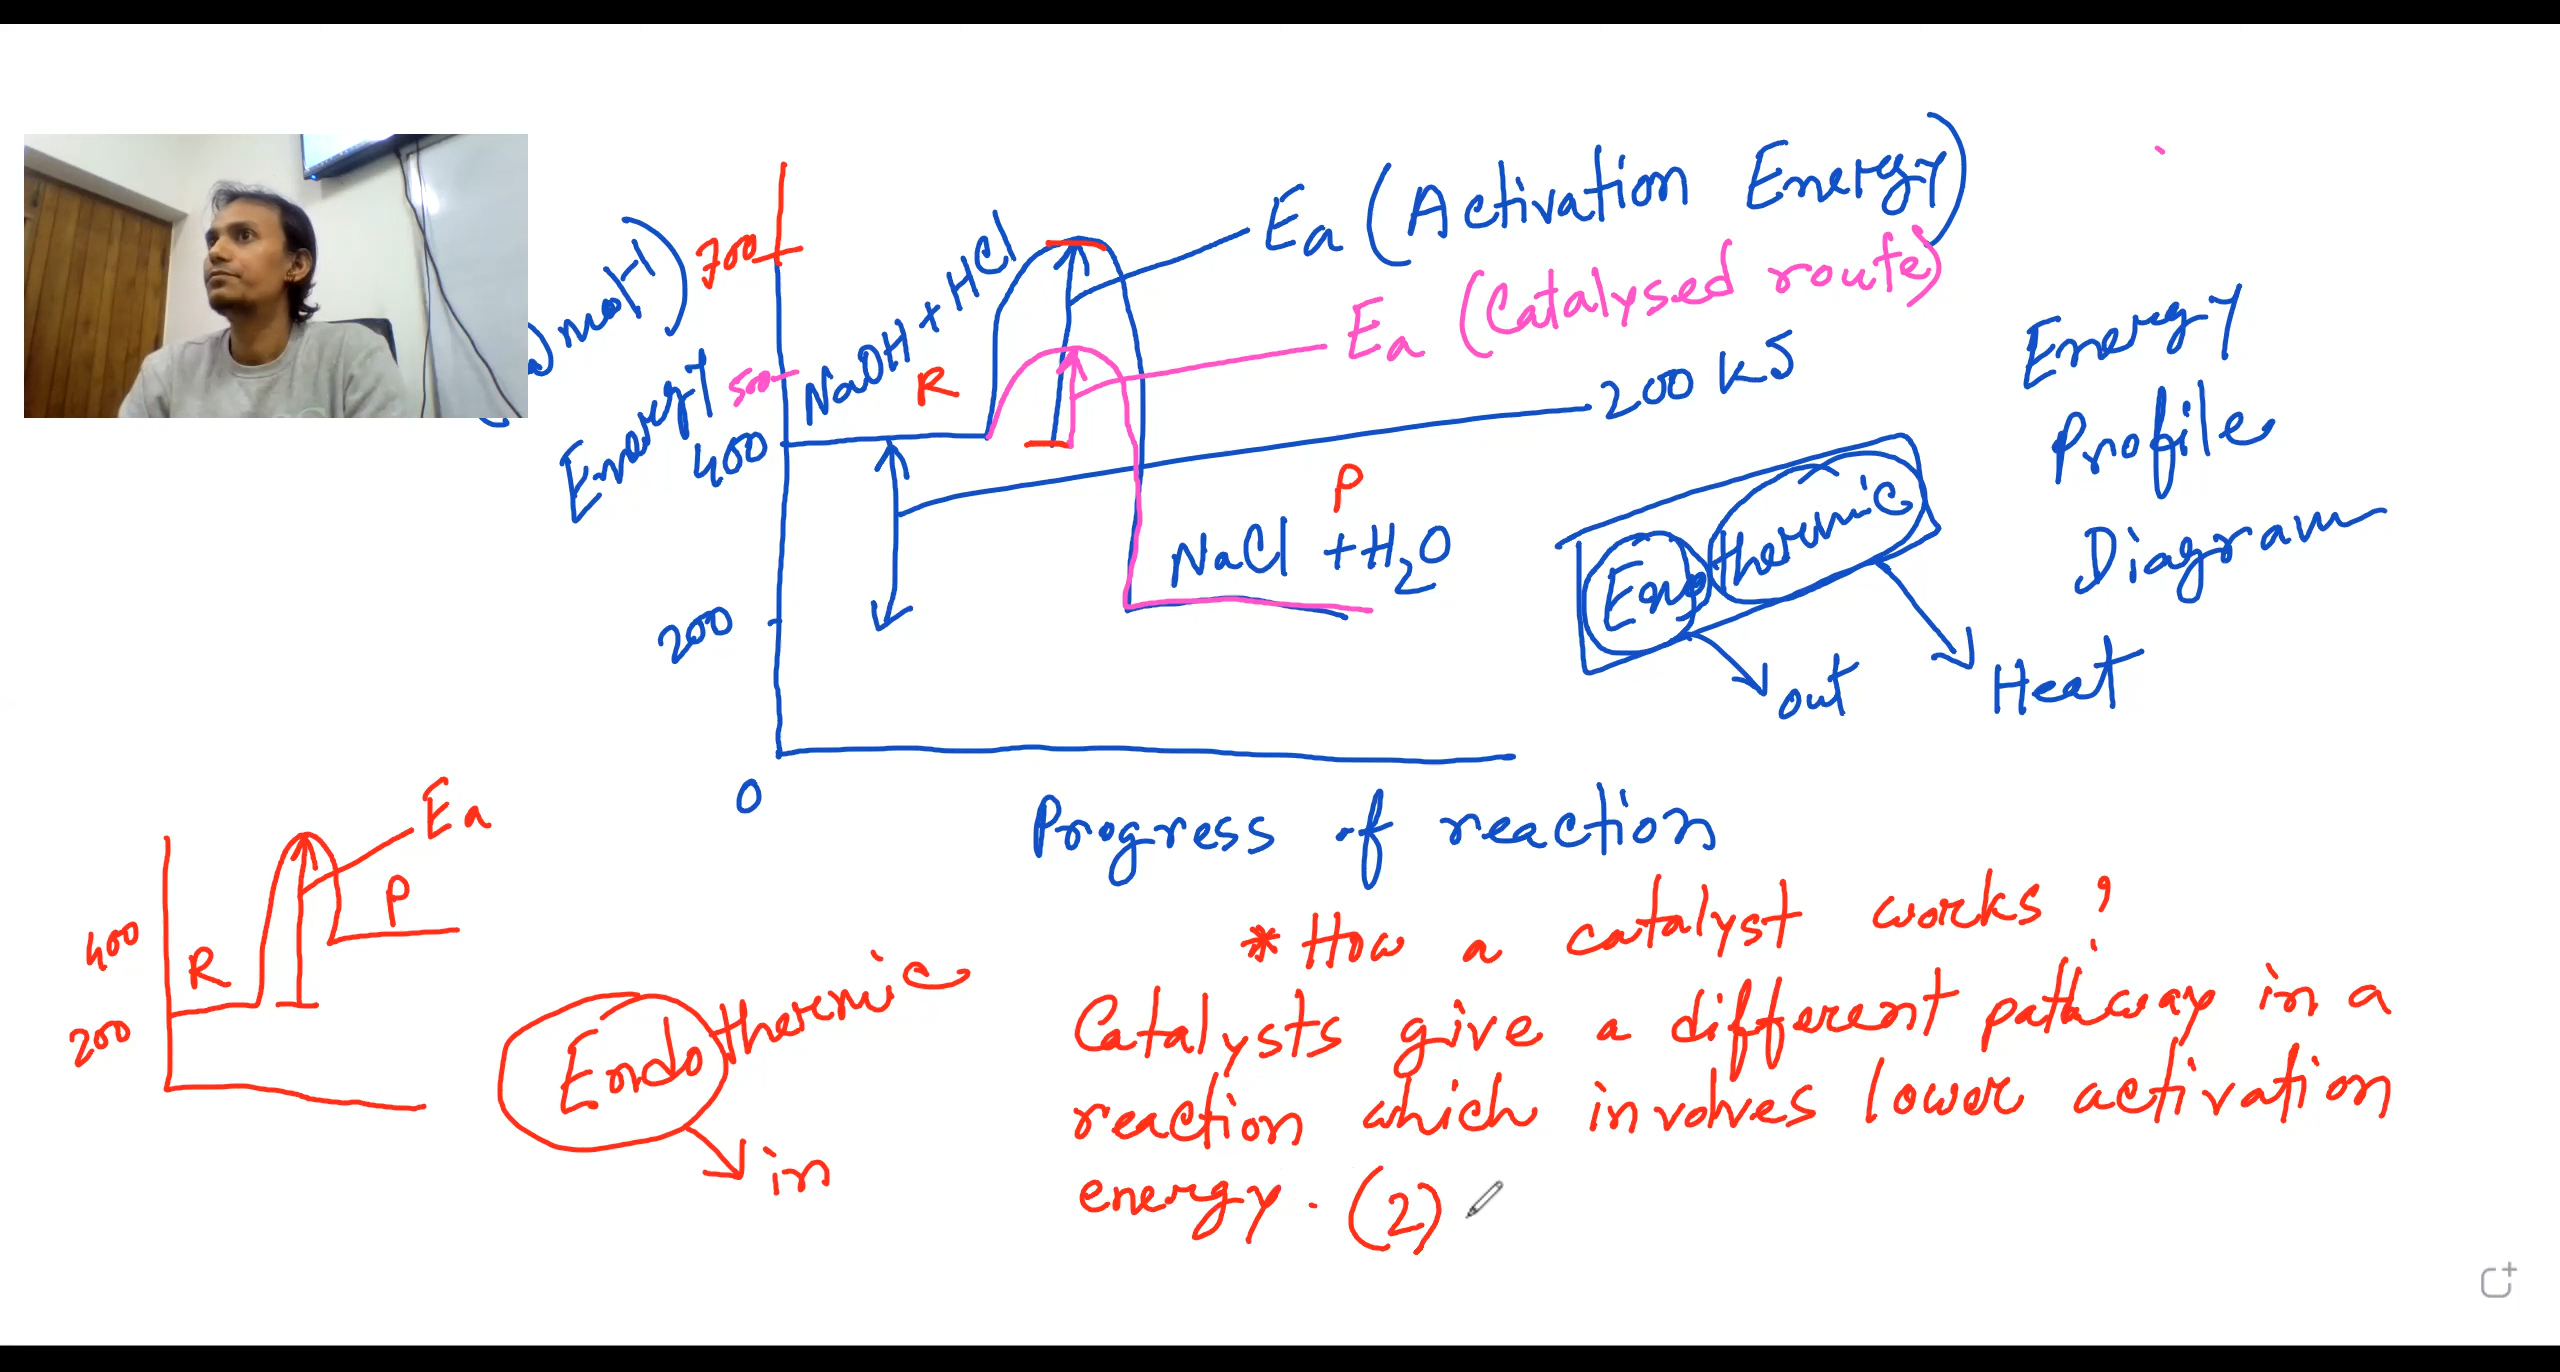 Ea (Activation Energy)
Ea (Catalysed route)
200 kJ
mol-1)
Energy
700
500
400
200
0
NaOH + HCl
R
P
NaCl + H2O
Progress of reaction
Energy
Profile
Diagram
thermic
out
Heat
Ea
P
R
400
200
Endothermic
in
* How a catalyst works?
Catalysts give a different pathway in a
reaction which involves lower activation
energy. (2)